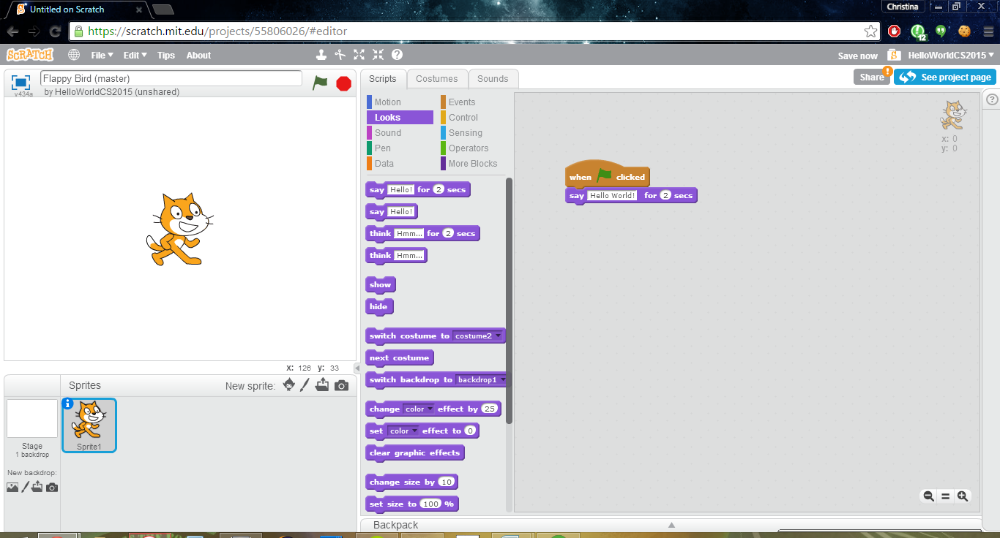 Untitled on Scratch
Christina
https://scratch.mit.edu/projects/55806026/#editor
12
SCRATCH
File
Edit
Tips
About
Save now
HelloWorldCS2015
Flappy Bird (master)
by HelloWorldCS2015 (unshared)
v434a
Scripts
Costumes
Sounds
Share
!
See project page
Motion
Events
Looks
Control
Sound
Sensing
Pen
Operators
Data
More Blocks
say Hello! for 2 secs
say Hello!
think Hmm... for 2 secs
think Hmm...
show
hide
switch costume to costume2
next costume
switch backdrop to backdrop1
change color effect by 25
set color effect to 0
clear graphic effects
change size by 10
set size to 100 %
when clicked
say Hello World! for 2 secs
x: 0
y: 0
?
x: 126 y: 33
Sprites
New sprite:
Stage
1 backdrop
New backdrop:
Sprite1
Backpack